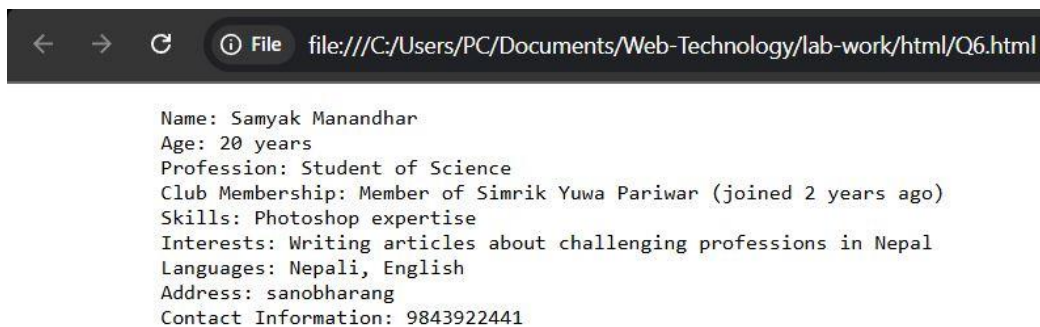 File file:///C:/Users/PC/Documents/Web-Technology/lab-work/html/Q6.html
Name: Samyak Manandhar
Age: 20 years
Profession: Student of Science
Club Membership: Member of Simrik Yuwa Pariwar (joined 2 years ago)
Skills: Photoshop expertise
Interests: Writing articles about challenging professions in Nepal
Languages: Nepali, English
Address: sanobharang
Contact Information: 9843922441